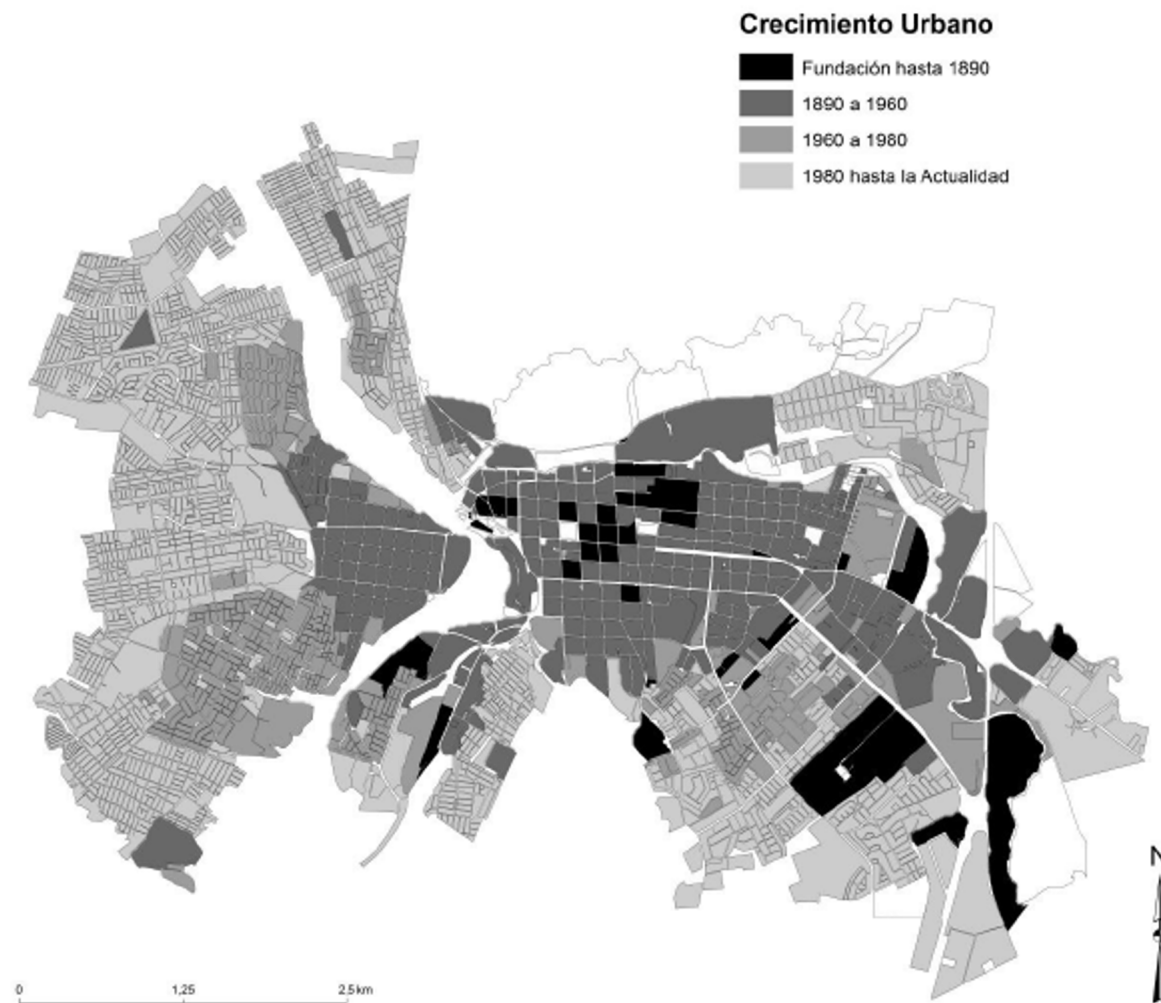 Crecimiento Urbano
Fundación hasta 1890
1890 a 1960
1960 a 1980
1980 hasta la Actualidad
N
0 1,25 2,5 km